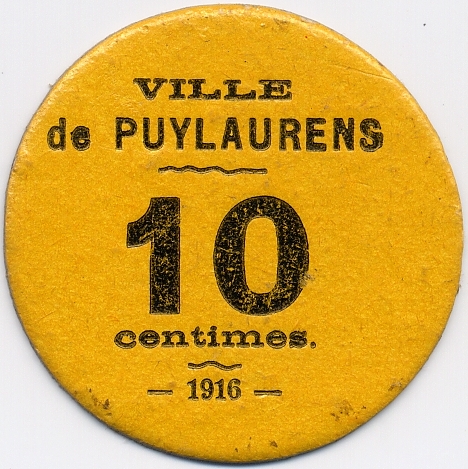 VILLE
de PUYLAURENS
10
centimes.
— 1916 —